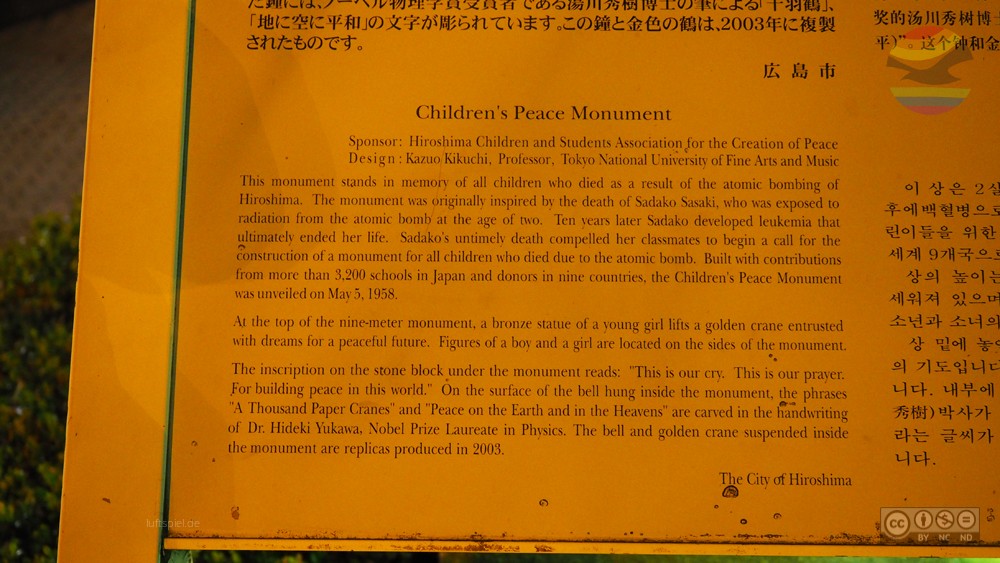 た鐘には、ノーベル物理学賞受賞者である湯川秀樹博士の筆による「千羽鶴」、
「地に空に平和」の文字が彫られています。この鐘と金色の鶴は、2003年に複製
されたものです。
広島市
Children's Peace Monument
Sponsor: Hiroshima Children and Students Association for the Creation of Peace
Design : Kazuo Kikuchi, Professor, Tokyo National University of Fine Arts and Music
This monument stands in memory of all children who died as a result of the atomic bombing of
Hiroshima. The monument was originally inspired by the death of Sadako Sasaki, who was exposed to
radiation from the atomic bomb at the age of two. Ten years later Sadako developed leukemia that
ultimately ended her life. Sadako's untimely death compelled her classmates to begin a call for the
construction of a monument for all children who died due to the atomic bomb. Built with contributions
from more than 3,200 schools in Japan and donors in nine countries, the Children's Peace Monument
was unveiled on May 5, 1958.
At the top of the nine-meter monument, a bronze statue of a young girl lifts a golden crane entrusted
with dreams for a peaceful future. Figures of a boy and a girl are located on the sides of the monument.
The inscription on the stone block under the monument reads: "This is our cry. This is our prayer.
For building peace in this world." On the surface of the bell hung inside the monument, the phrases
"A Thousand Paper Cranes" and "Peace on the Earth and in the Heavens" are carved in the handwriting
of Dr. Hideki Yukawa, Nobel Prize Laureate in Physics. The bell and golden crane suspended inside
the monument are replicas produced in 2003.
The City of Hiroshima
奖的汤川秀树博士
平)”。这个钟和金
이 상은 2살
후에백혈병으로
린이들을 위한
세계 9개국으로
상의 높이는
세워져 있으며
소년과 소녀의
상 밑에 놓여
의 기도입니다
니다. 내부에
秀樹)박사가
라는 글씨가
니다.
luftspiel.ae
cc BY NC ND